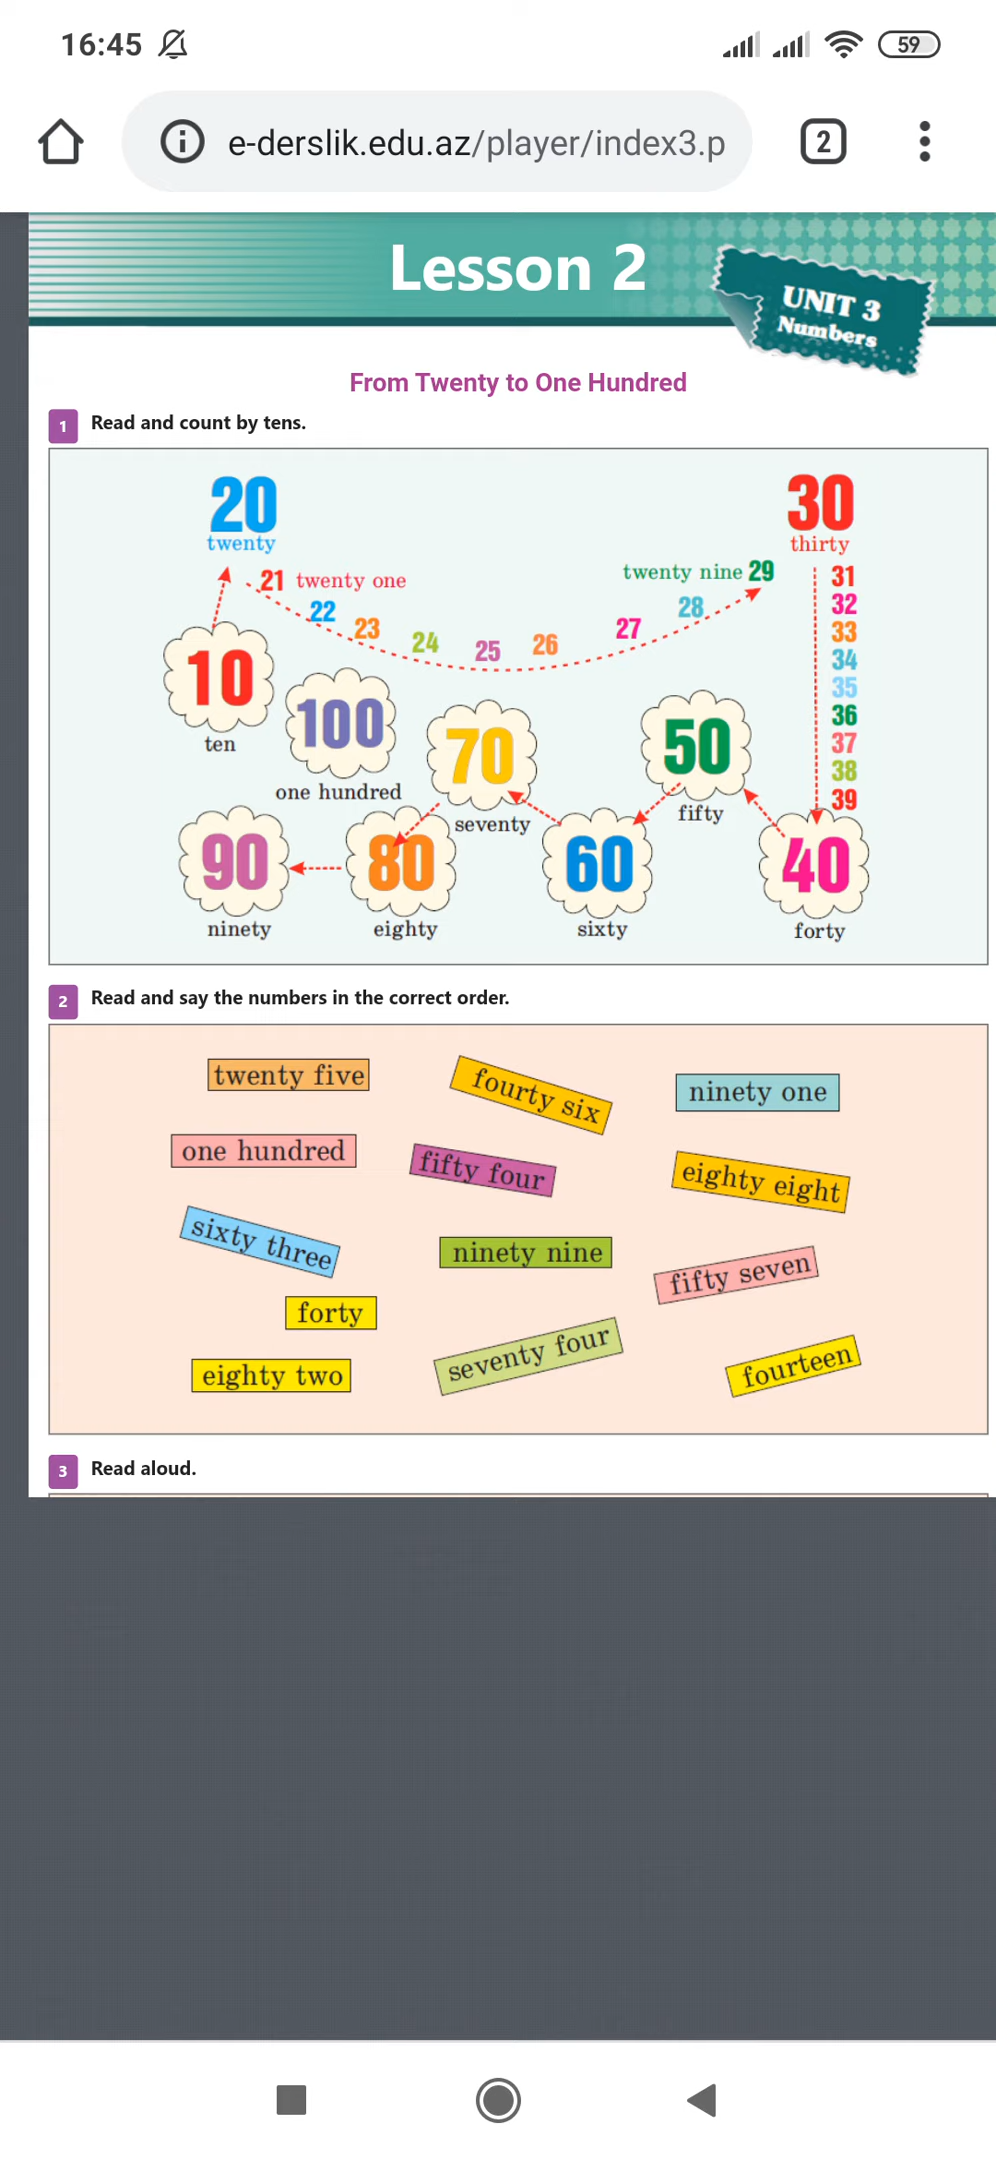 16:45
59
e-derslik.edu.az/player/index3.p
2
Lesson 2
UNIT 3
Numbers
From Twenty to One Hundred
1 Read and count by tens.
20
twenty
30
thirty
21 twenty one
22
23
24
25
26
27
28
twenty nine 29
31
32
33
34
35
36
37
38
39
10
ten
100
one hundred
70
seventy
50
fifty
90
ninety
80
eighty
60
sixty
40
forty
2 Read and say the numbers in the correct order.
twenty five
fourty six
ninety one
one hundred
fifty four
eighty eight
sixty three
ninety nine
fifty seven
forty
eighty two
seventy four
fourteen
3 Read aloud.